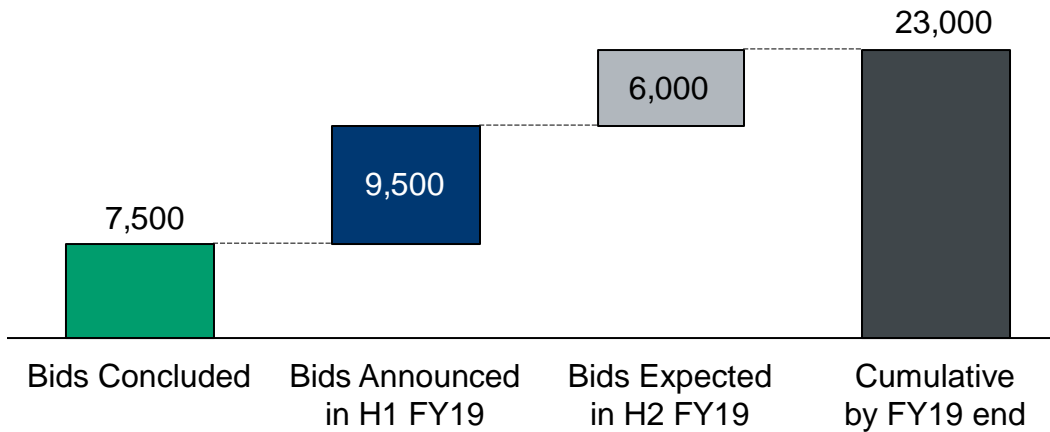 23,000
6,000
9,500
7,500
Bids Concluded
Bids Announced
in H1 FY19
Bids Expected
in H2 FY19
Cumulative
by FY19 end